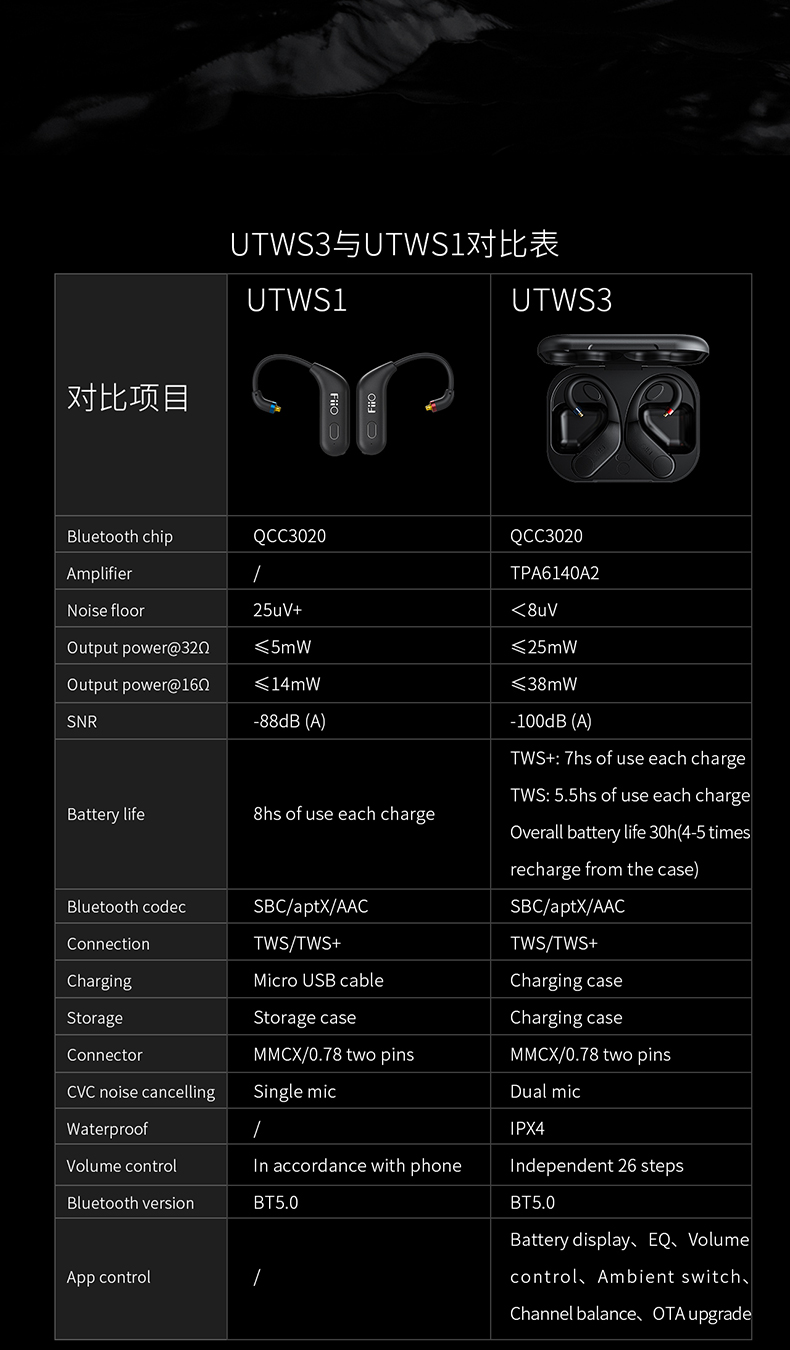 UTWS3与UTWS1对比表
对比项目
UTWS1
UTWS3
FiiO
FiiO
Bluetooth chip
QCC3020
QCC3020
Amplifier
/
TPA6140A2
Noise floor
25uV+
<8uV
Output power@32Ω
≤5mW
≤25mW
Output power@16Ω
≤14mW
≤38mW
SNR
-88dB (A)
-100dB (A)
Battery life
8hs of use each charge
TWS+: 7hs of use each charge
TWS: 5.5hs of use each charge
Overall battery life 30h(4-5 times
recharge from the case)
Bluetooth codec
SBC/aptX/AAC
SBC/aptX/AAC
Connection
TWS/TWS+
TWS/TWS+
Charging
Micro USB cable
Charging case
Storage
Storage case
Charging case
Connector
MMCX/0.78 two pins
MMCX/0.78 two pins
CVC noise cancelling
Single mic
Dual mic
Waterproof
/
IPX4
Volume control
In accordance with phone
Independent 26 steps
Bluetooth version
BT5.0
BT5.0
App control
/
Battery display、EQ、Volume
control、Ambient switch、
Channel balance、OTA upgrade